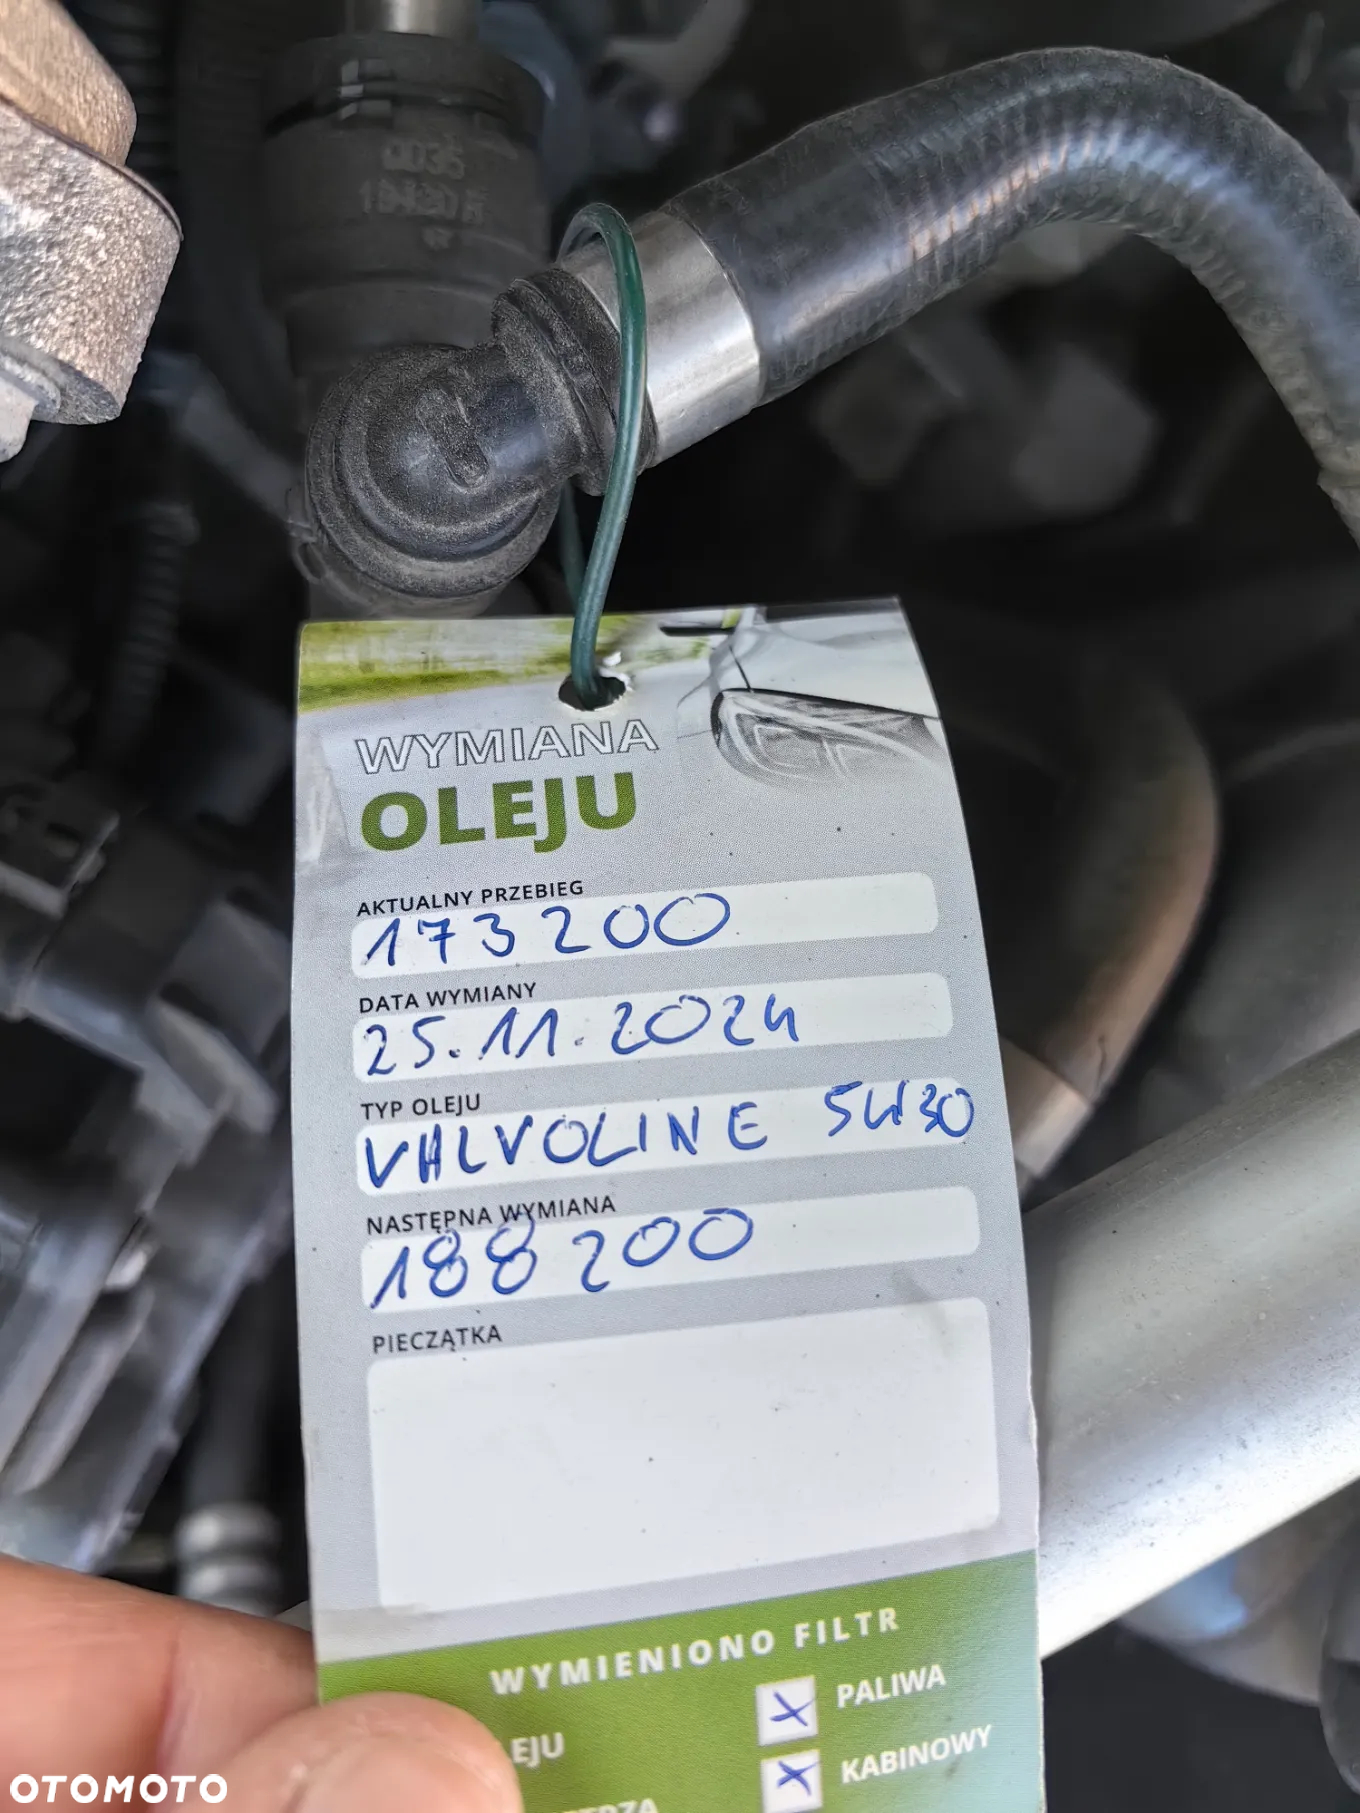 WYMIANA
OLEJU
AKTUALNY PRZEBIEG
173200
DATA WYMIANY
25.11.2024
TYP OLEJU
VALVOLINE 5W30
NASTĘPNA WYMIANA
188200
PIECZĄTKA
WYMIENIONO FILTR
PALIWA
LEJU
KABINOWY
OTOMOTO